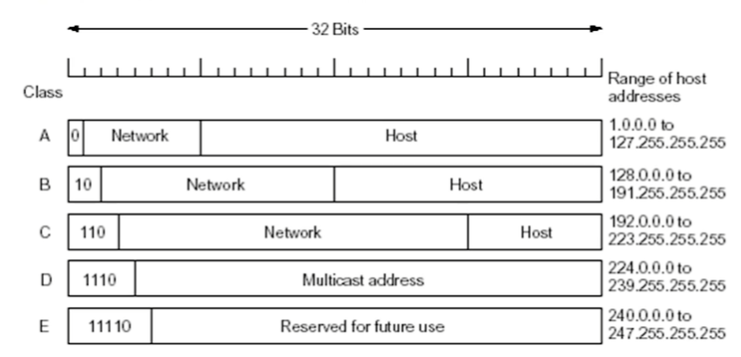 32 Bits
Range of host
addresses
Class
A 0 Network Host 1.0.0.0 to
127.255.255.255
B 10 Network Host 128.0.0.0 to
191.255.255.255
C 110 Network Host 192.0.0.0 to
223.255.255.255
D 1110 Multicast address 224.0.0.0 to
239.255.255.255
E 11110 Reserved for future use 240.0.0.0 to
247.255.255.255